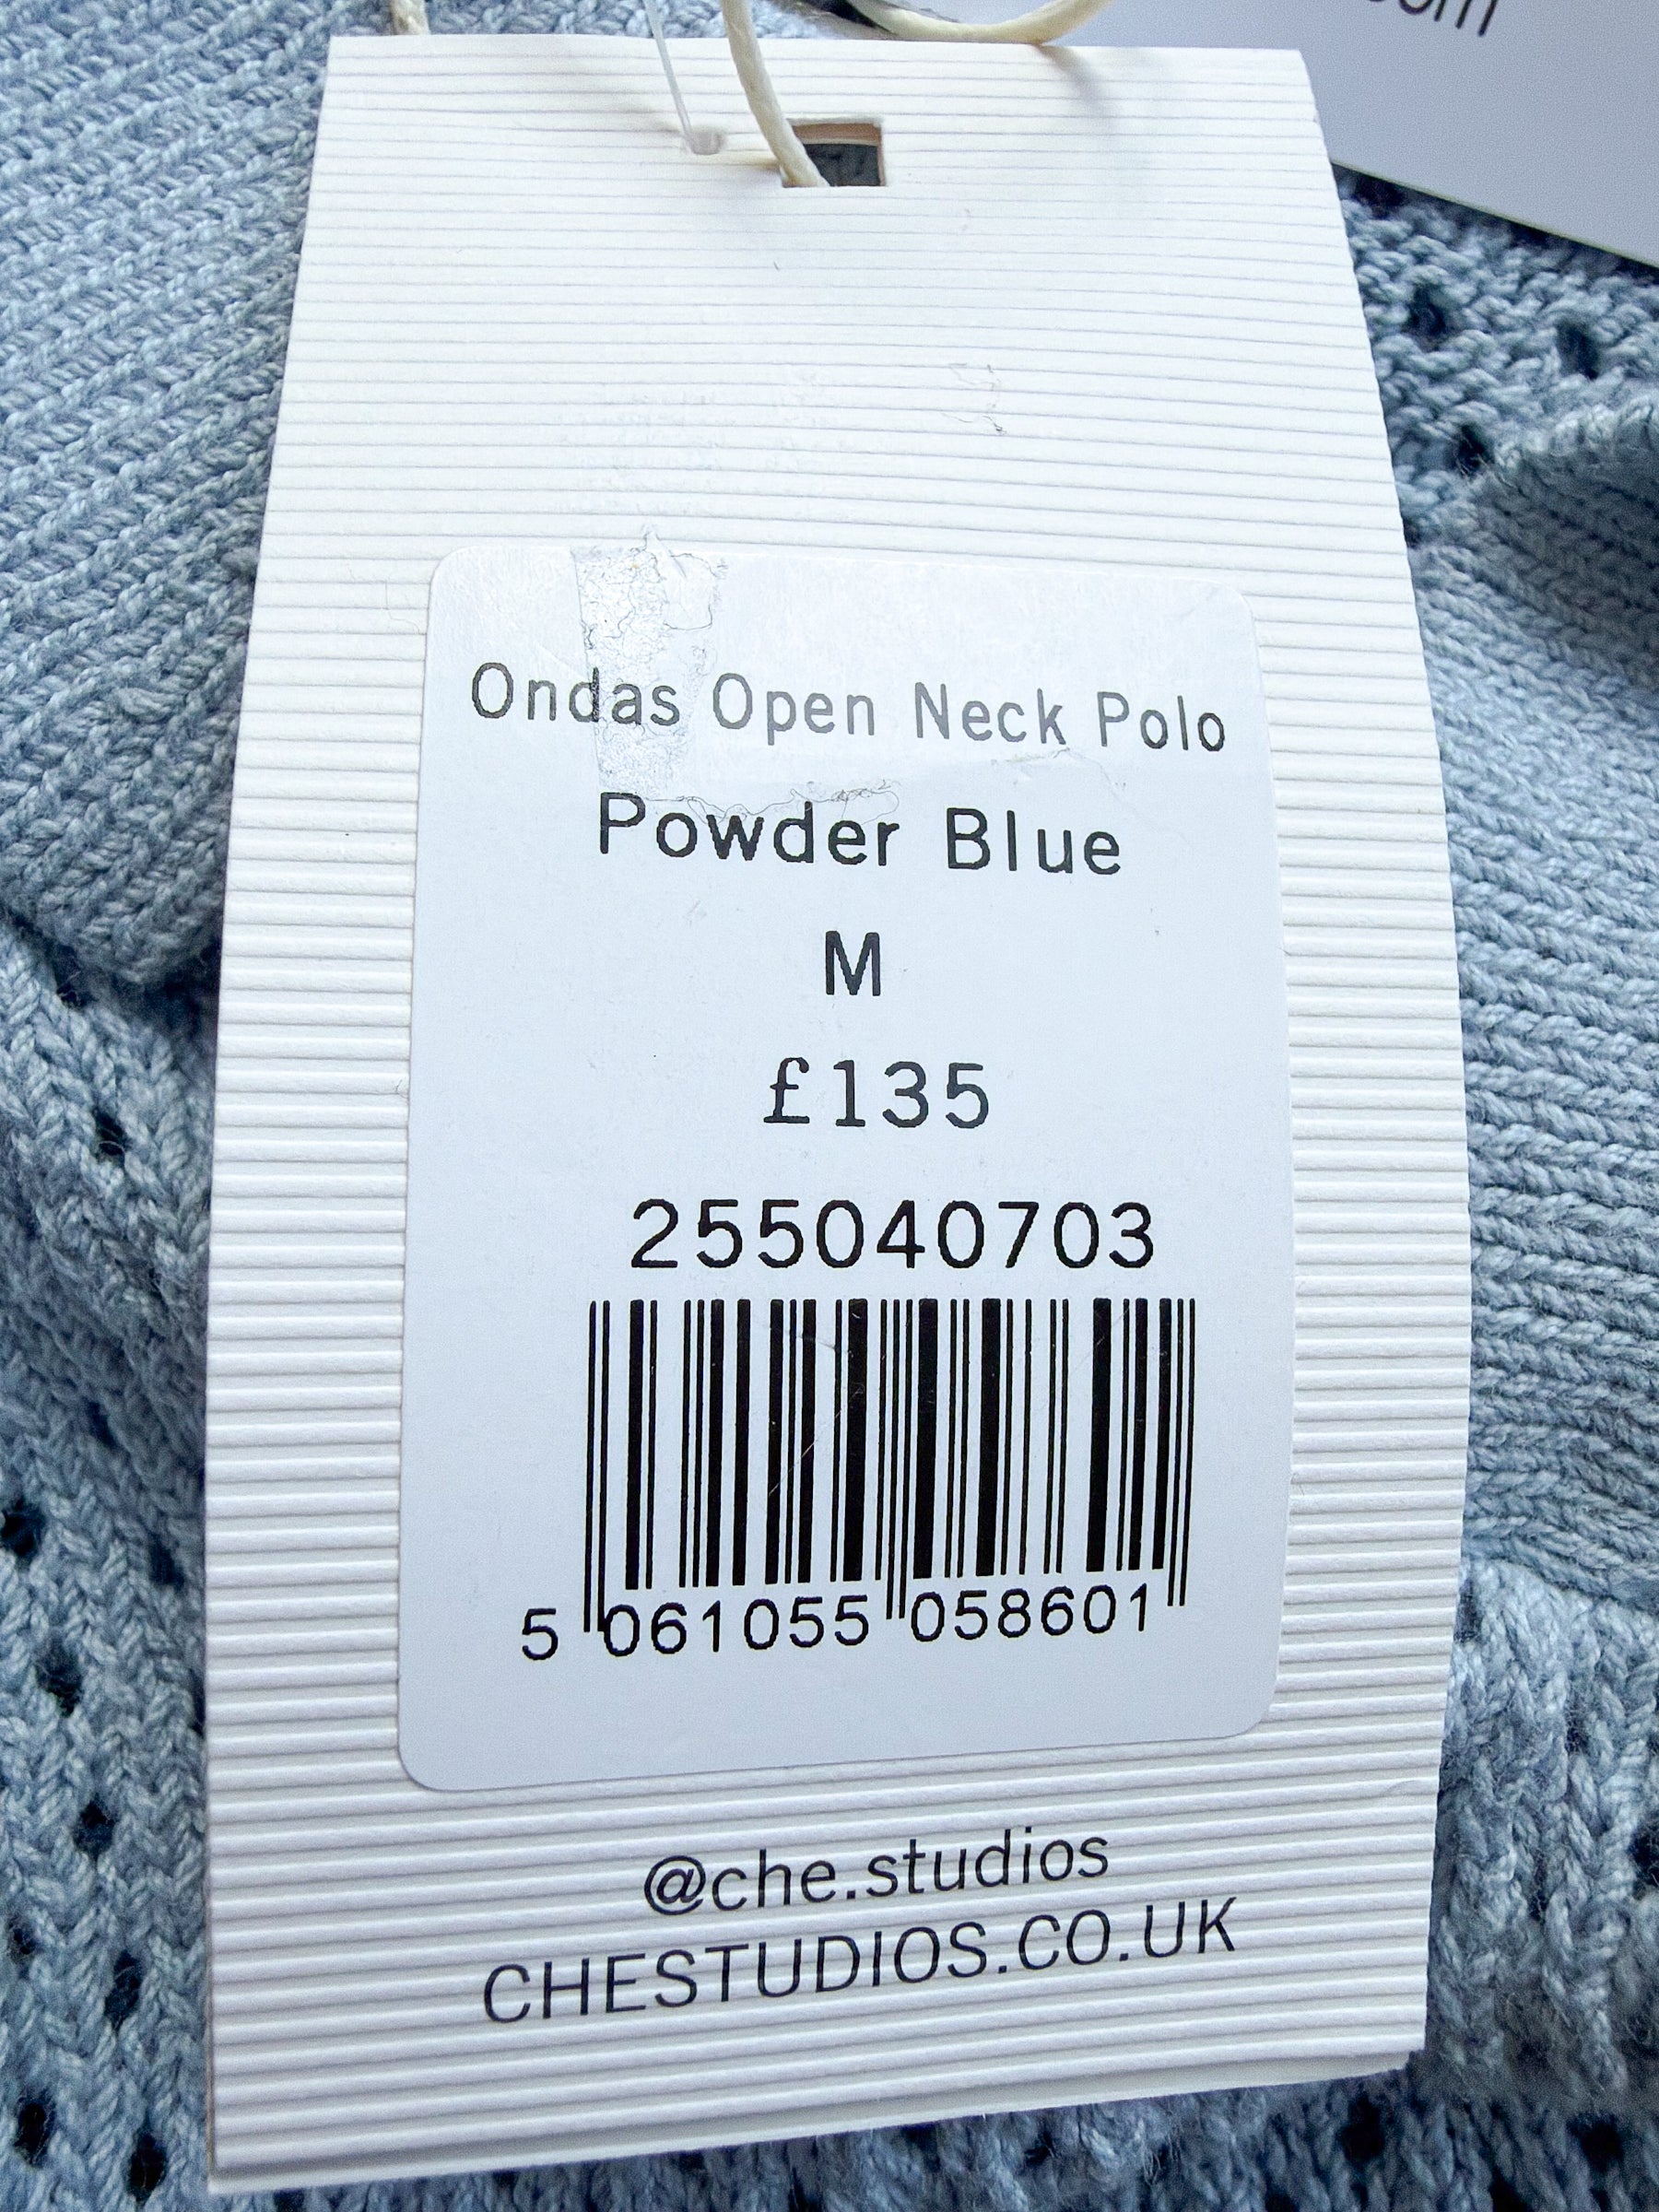 Ondas Open Neck Polo
Powder Blue
M
£135
255040703
5 061055 058601
@che.studios
CHESTUDIOS.CO.UK